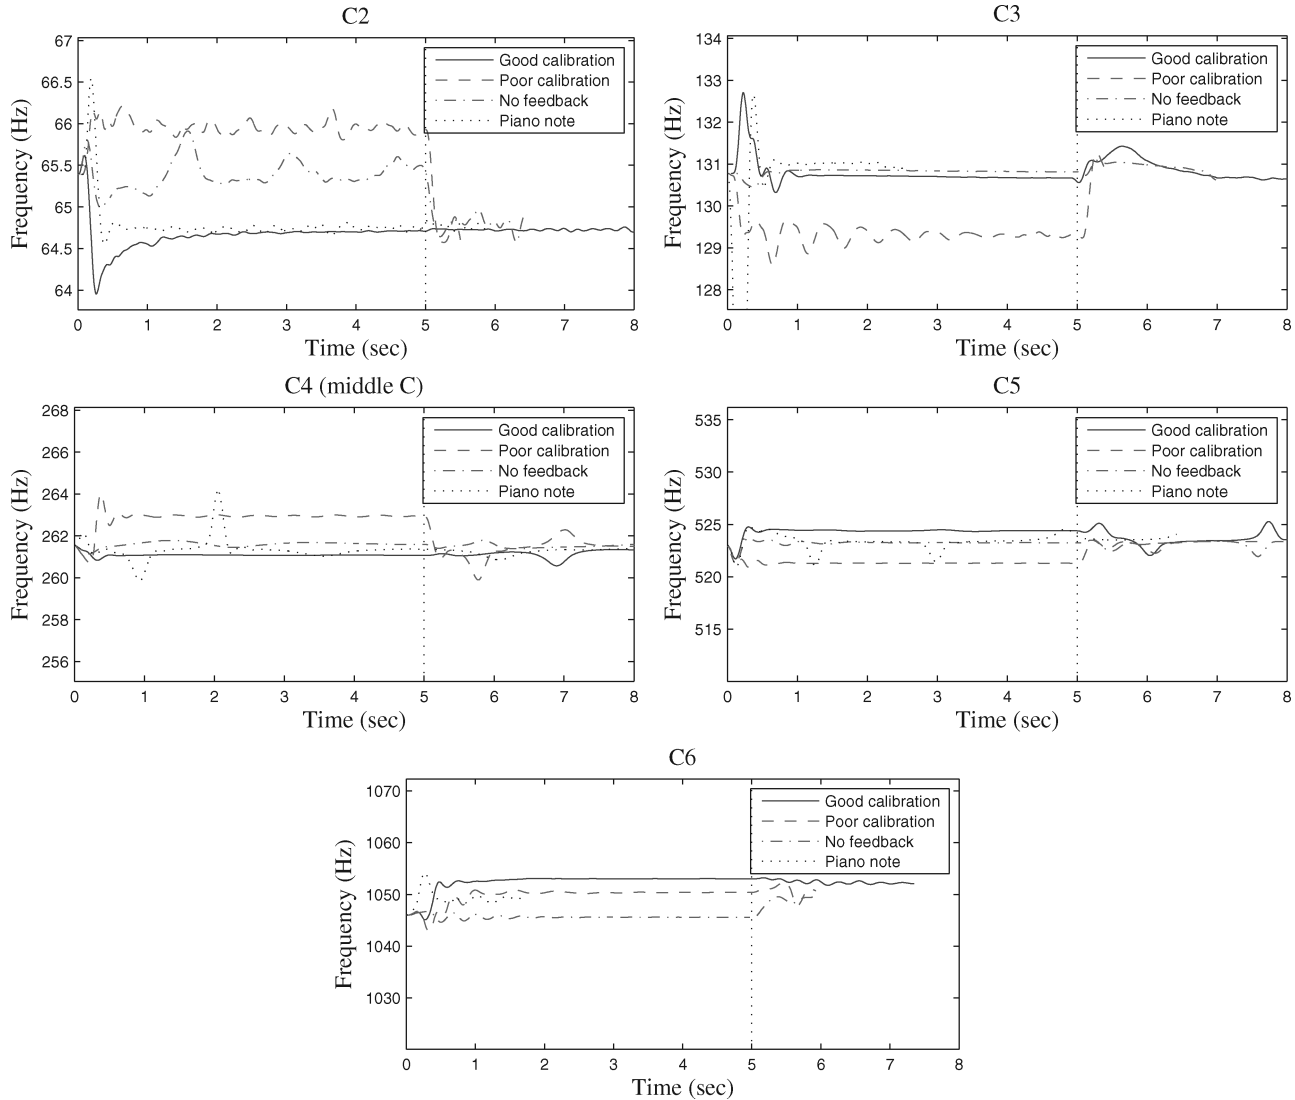 C2
67
66.5
66
65.5
65
64.5
64
Frequency (Hz)
Good calibration
Poor calibration
No feedback
Piano note
0 1 2 3 4 5 6 7 8
Time (sec)
C3
134
133
132
131
130
129
128
Frequency (Hz)
Good calibration
Poor calibration
No feedback
Piano note
0 1 2 3 4 5 6 7 8
Time (sec)
C4 (middle C)
268
266
264
262
260
258
256
Frequency (Hz)
Good calibration
Poor calibration
No feedback
Piano note
0 1 2 3 4 5 6 7 8
Time (sec)
C5
535
530
525
520
515
Frequency (Hz)
Good calibration
Poor calibration
No feedback
Piano note
0 1 2 3 4 5 6 7 8
Time (sec)
C6
1070
1060
1050
1040
1030
Frequency (Hz)
Good calibration
Poor calibration
No feedback
Piano note
0 1 2 3 4 5 6 7 8
Time (sec)